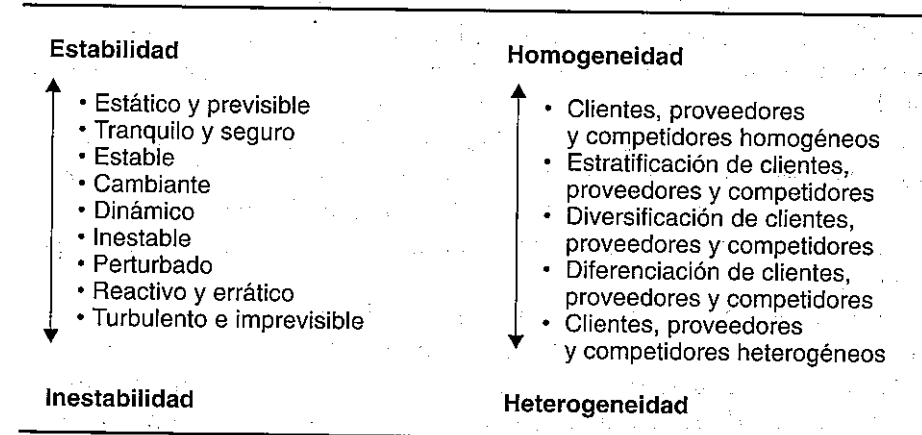 Estabilidad
• Estático y previsible
• Tranquilo y seguro
• Estable
• Cambiante
• Dinámico
• Inestable
• Perturbado
• Reactivo y errático
• Turbulento e imprevisible
Inestabilidad
Homogeneidad
• Clientes, proveedores
y competidores homogéneos
• Estratificación de clientes,
proveedores y competidores
• Diversificación de clientes,
proveedores y competidores
• Diferenciación de clientes,
proveedores y competidores
• Clientes, proveedores
y competidores heterogéneos
Heterogeneidad